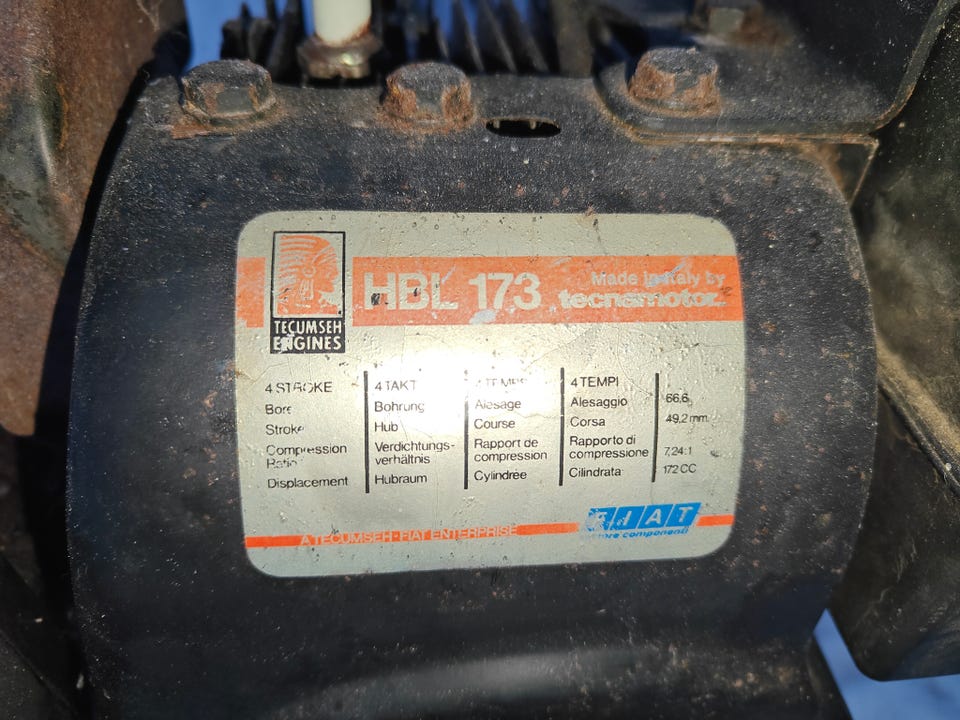 HBL 173
Made in Italy by
tecnamotor
TECUMSEH
ENGINES
4 STROKE 4 TAKT 4 TEMPI
Bore Bohrung Alesage Alesaggio 66,6
Stroke Hub Course Corsa 49,2 mm.
Compression Ratio Verdichtungs-verhältnis Rapport de compression Rapporto di compressione 7,24:1
Displacement Hubraum Cylindrée Cilindrata 172 CC
A TECUMSEH · FIAT ENTERPRISE
FIAT
componenti